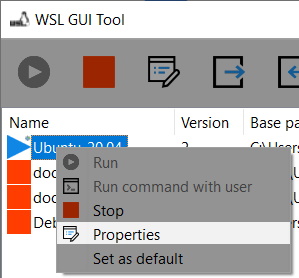 WSL GUI Tool
Name Version Base pa
Ubuntu-20.04 2
doc
Run
doc
Run command with user
Deb
Stop
Properties
Set as default